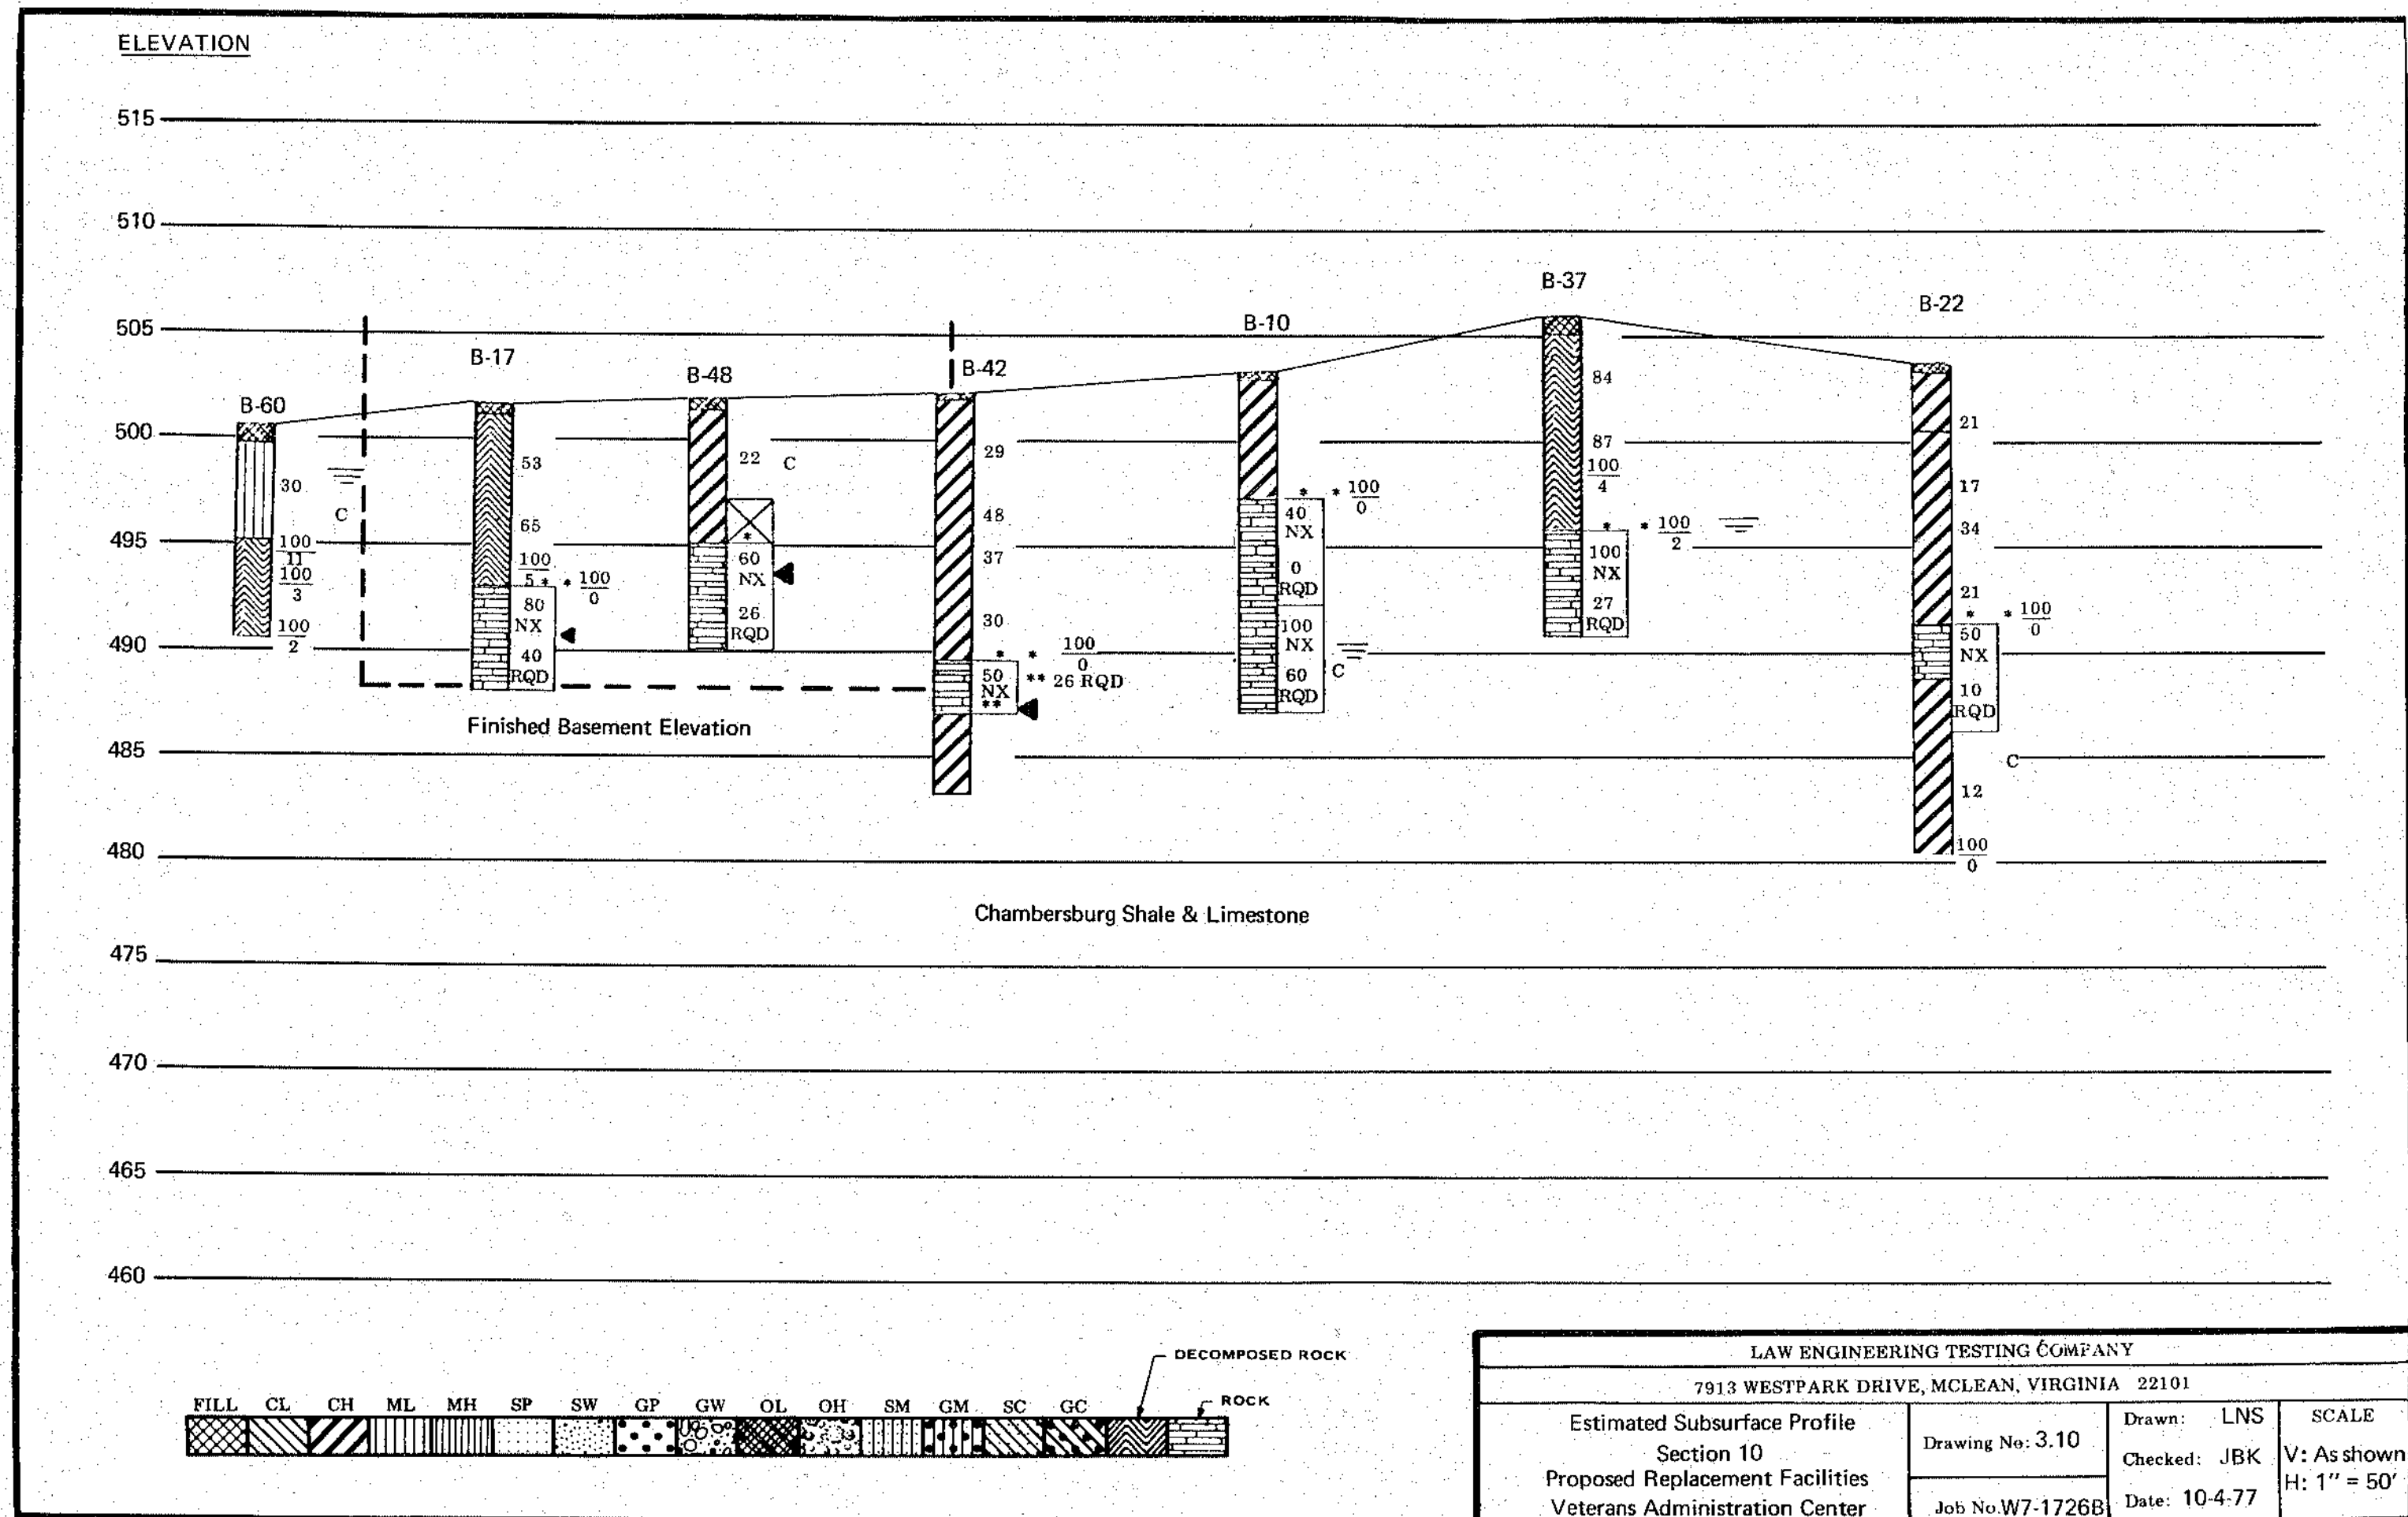 ELEVATION
515
510
505
500
495
490
485
480
475
470
465
460
B-60
30
C
100
11
100
3
100
2
B-17
53
65
100
5 * * 100
0
80
NX
40
RQD
B-48
22 C
*
60
NX
26
RQD
B-42
29
48
37
30
* * 100
0
50
NX
**
** 26 RQD
B-10
* * 100
0
40
NX
0
RQD
100
NX
60
RQD
C
B-37
84
87
100
4
* * 100
2
100
NX
27
RQD
B-22
21
17
34
21
* * 100
0
50
NX
10
RQD
C
12
100
0
Finished Basement Elevation
Chambersburg Shale & Limestone
DECOMPOSED ROCK
ROCK
FILL CL CH ML MH SP SW GP GW OL OH SM GM SC GC
LAW ENGINEERING TESTING COMPANY
7913 WESTPARK DRIVE, MCLEAN, VIRGINIA 22101
Estimated Subsurface Profile
Section 10
Proposed Replacement Facilities
Veterans Administration Center
Drawing No: 3.10
Job No. W7-1726B
Drawn: LNS
Checked: JBK
Date: 10-4-77
SCALE
V: As shown
H: 1" = 50'